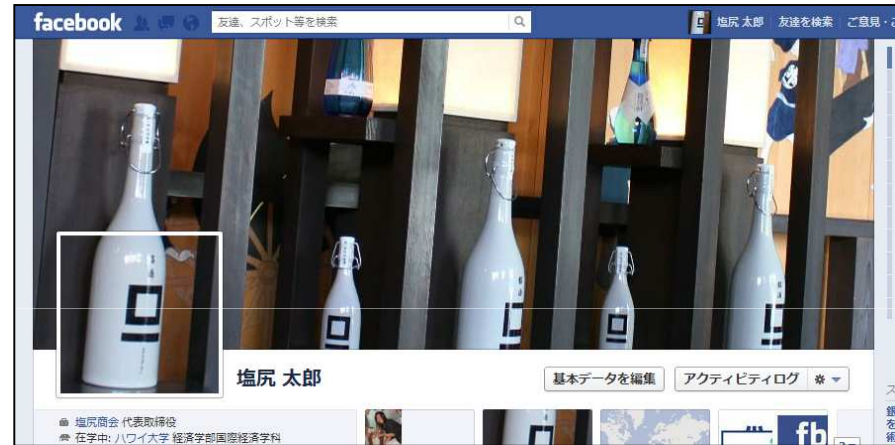 facebook
友達、スポット等を検索
塩尻 太郎
友達を検索
ご意見・
塩尻 太郎
基本データを編集
アクティビティログ
塩尻商会 代表取締役
在学中: ハワイ大学 経済学部国際経済学科
fb